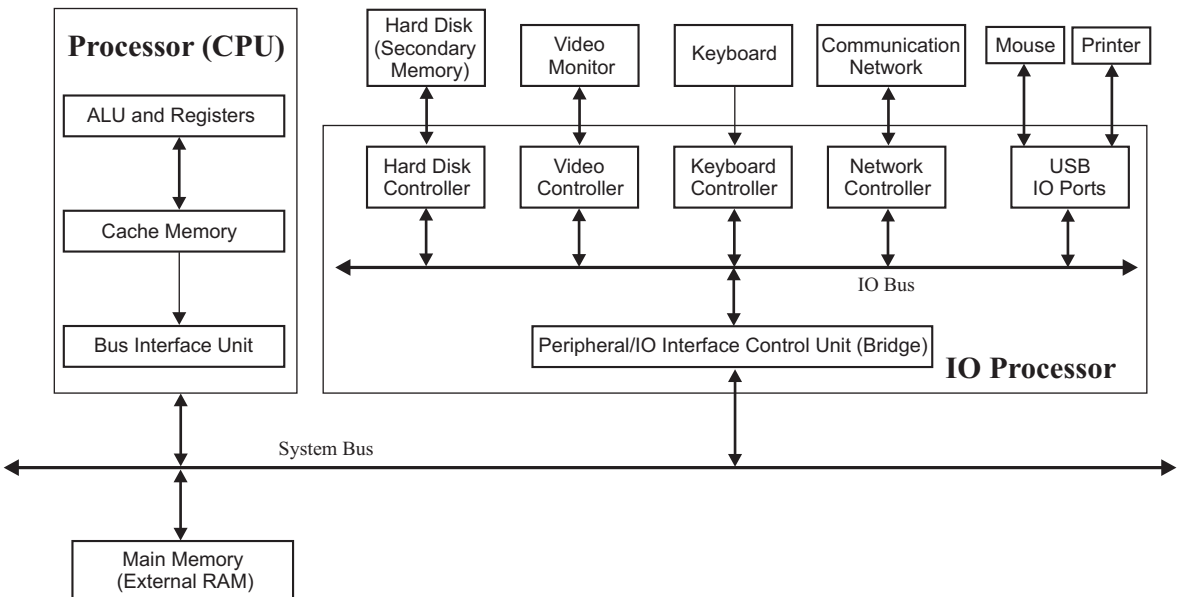 Processor (CPU)
ALU and Registers
Cache Memory
Bus Interface Unit
Hard Disk
(Secondary
Memory)
Video
Monitor
Keyboard
Communication
Network
Mouse
Printer
Hard Disk
Controller
Video
Controller
Keyboard
Controller
Network
Controller
USB
IO Ports
IO Bus
Peripheral/IO Interface Control Unit (Bridge)
IO Processor
System Bus
Main Memory
(External RAM)